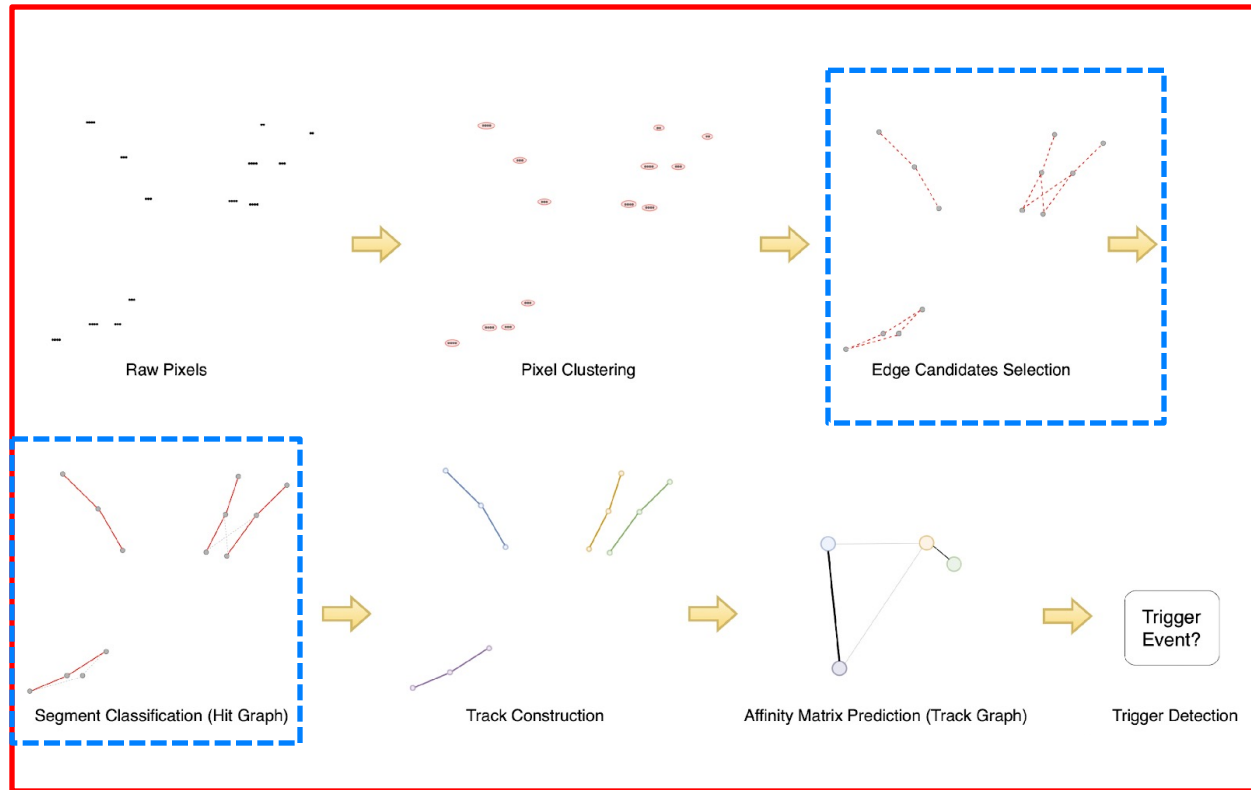 Raw Pixels
Pixel Clustering
Edge Candidates Selection
Segment Classification (Hit Graph)
Track Construction
Affinity Matrix Prediction (Track Graph)
Trigger
Event?
Trigger Detection